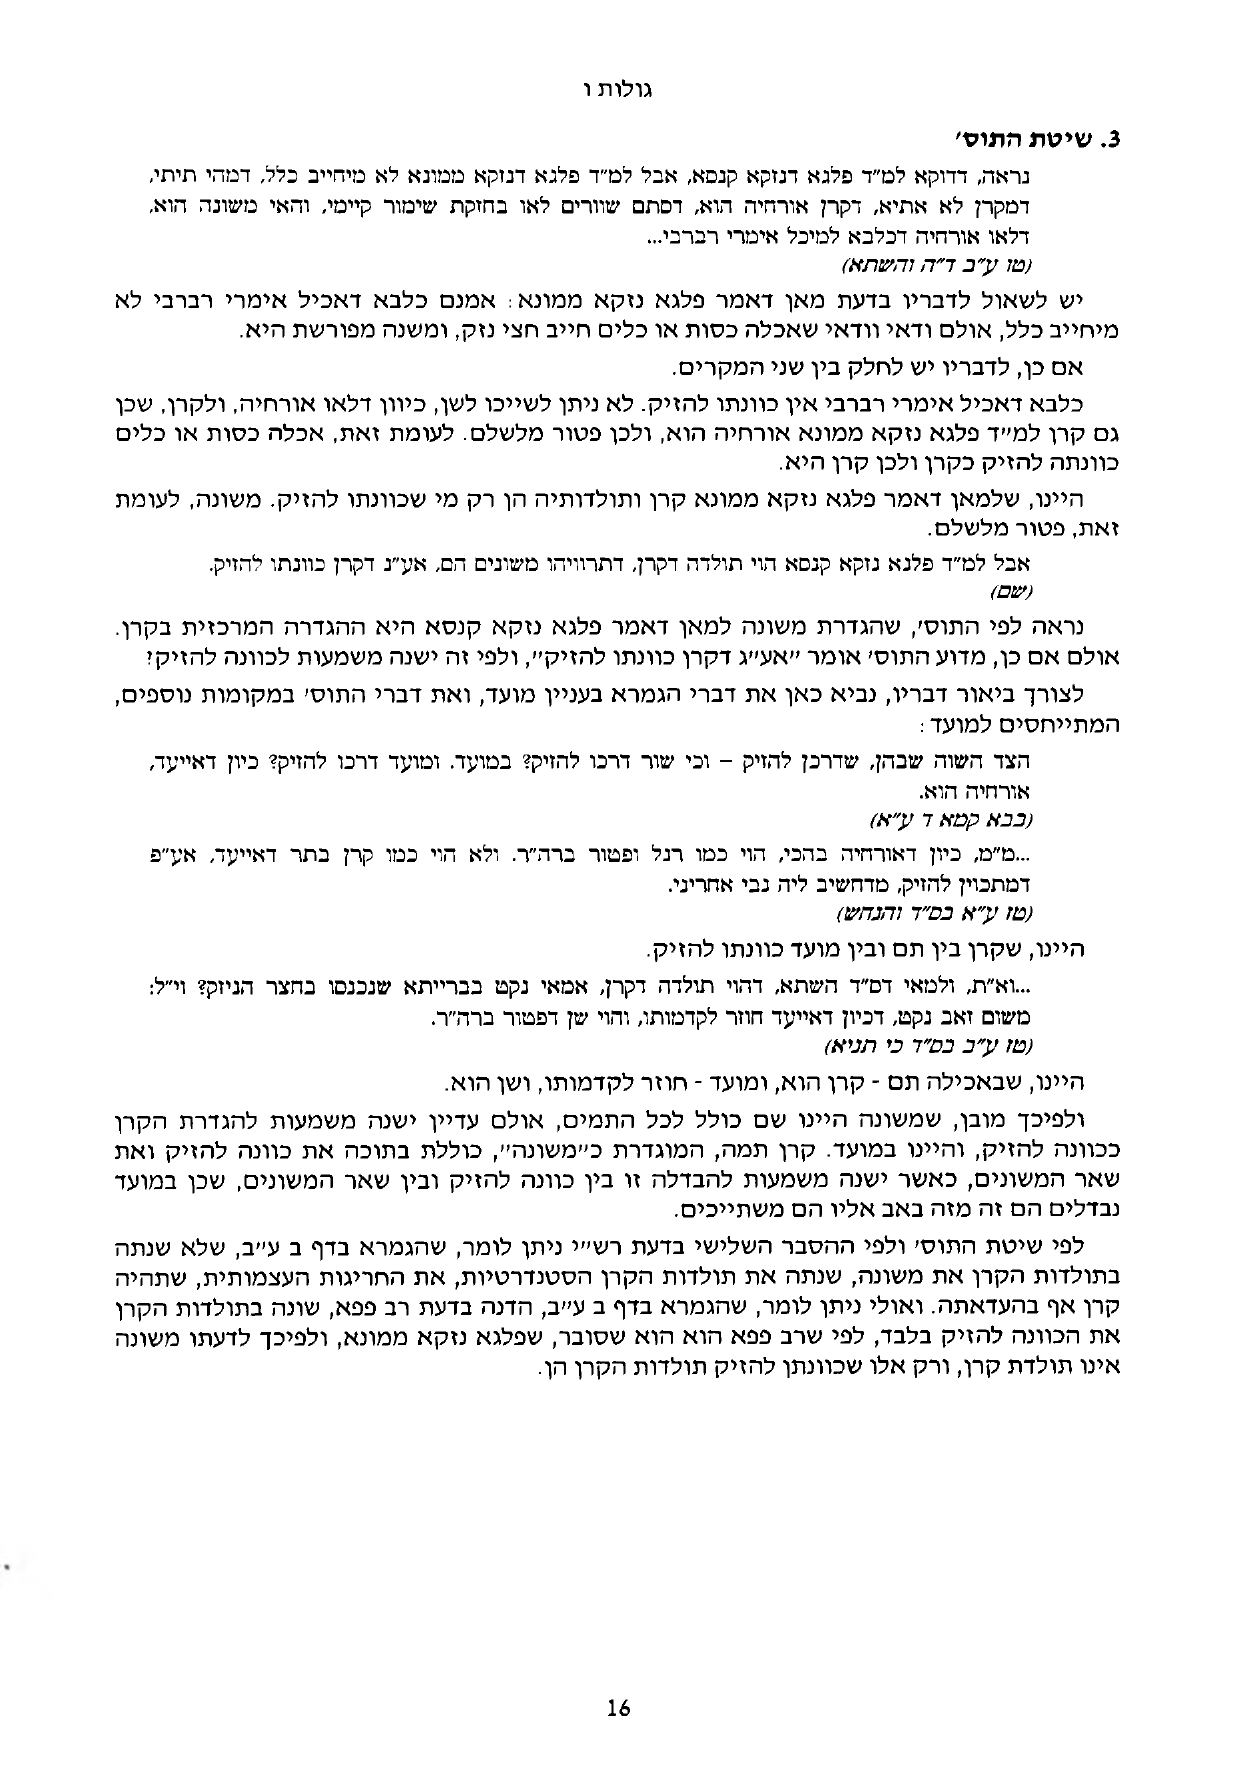 גולות ו
3. שיטת התוס'
נראה, דדוקא למ"ד פלגא דנזקא קנסא, אבל למ"ד פלגא דנזקא ממונא לא מיחייב כלל, דמהי תיתי,
דמקרן לא אתיא, דקרן אורחיה הוא, דסתם שוורים לאו בחזקת שימור קיימי, והאי משונה הוא,
דלאו אורחיה דכלבא למיכל אימרי רברבי...
(טו ע"ב ד"ה והשתא)
יש לשאול לדבריו בדעת מאן דאמר פלגא נזקא ממונא: אמנם כלבא דאכיל אימרי רברבי לא
מיחייב כלל, אולם ודאי וודאי שאכלה כסות או כלים חייב חצי נזק, ומשנה מפורשת היא.
אם כן, לדבריו יש לחלק בין שני המקרים.
כלבא דאכיל אימרי רברבי אין כוונתו להזיק. לא ניתן לשייכו לשן, כיוון דלאו אורחיה, ולקרן, שכן
גם קרן למ"ד פלגא נזקא ממונא אורחיה הוא, ולכן פטור מלשלם. לעומת זאת, אכלה כסות או כלים
כוונתה להזיק כקרן ולכן קרן היא.
היינו, שלמאן דאמר פלגא נזקא ממונא קרן ותולדותיה הן רק מי שכוונתו להזיק. משונה, לעומת
זאת, פטור מלשלם.
אבל למ"ד פלגא נזקא קנסא הוי תולדה דקרן, דתרוויהו משונים הם, אע"ג דקרן כוונתו להזיק.
(שם)
נראה לפי התוס', שהגדרת משונה למאן דאמר פלגא נזקא קנסא היא ההגדרה המרכזית בקרן.
אולם אם כן, מדוע התוס' אומר "אע"ג דקרן כוונתו להזיק", ולפי זה ישנה משמעות לכוונה להזיק?
לצורך ביאור דבריו, נביא כאן את דברי הגמרא בעניין מועד, ואת דברי התוס' במקומות נוספים,
המתייחסים למועד:
הצד השוה שבהן, שדרכן להזיק – וכי שור דרכו להזיק? במועד. ומועד דרכו להזיק? כיון דאייעד,
אורחיה הוא.
(בבא קמא ד ע"א)
...מ"מ, כיון דאורחיה בהכי, הוי כמו רגל ופטור ברה"ר. ולא הוי כמו קרן בתר דאייעד, אע"פ
דמתכוין להזיק, מדחשיב ליה גבי אחריני.
(טז ע"א בס"ד והנחש)
היינו, שקרן בין תם ובין מועד כוונתו להזיק.
...וא"ת, ולמאי דס"ד השתא, דהוי תולדה דקרן, אמאי נקט בברייתא שנכנסו בחצר הניזק? וי"ל:
משום זאב נקט, דכיון דאייעד חוזר לקדמותו, והוי שן דפטור ברה"ר.
(טז ע"ב בס"ד כי תניא)
היינו, שבאכילה תם - קרן הוא, ומועד - חוזר לקדמותו, ושן הוא.
ולפיכך מובן, שמשונה היינו שם כולל לכל התמים, אולם עדיין ישנה משמעות להגדרת הקרן
ככוונה להזיק, והיינו במועד. קרן תמה, המוגדרת כ"משונה", כוללת בתוכה את כוונה להזיק ואת
שאר המשונים, כאשר ישנה משמעות להבדלה זו בין כוונה להזיק ובין שאר המשונים, שכן במועד
נבדלים הם זה מזה באב אליו הם משתייכים.
לפי שיטת התוס' ולפי ההסבר השלישי בדעת רש"י ניתן לומר, שהגמרא בדף ב ע"ב, שלא שנתה
בתולדות הקרן את משונה, שנתה את תולדות הקרן הסטנדרטיות, את החריגות העצמותית, שתהיה
קרן אף בהעדאתה. ואולי ניתן לומר, שהגמרא בדף ב ע"ב, הדנה בדעת רב פפא, שונה בתולדות הקרן
את הכוונה להזיק בלבד, לפי שרב פפא הוא הוא שסובר, שפלגא נזקא ממונא, ולפיכך לדעתו משונה
אינו תולדת קרן, ורק אלו שכוונתן להזיק תולדות הקרן הן.
16